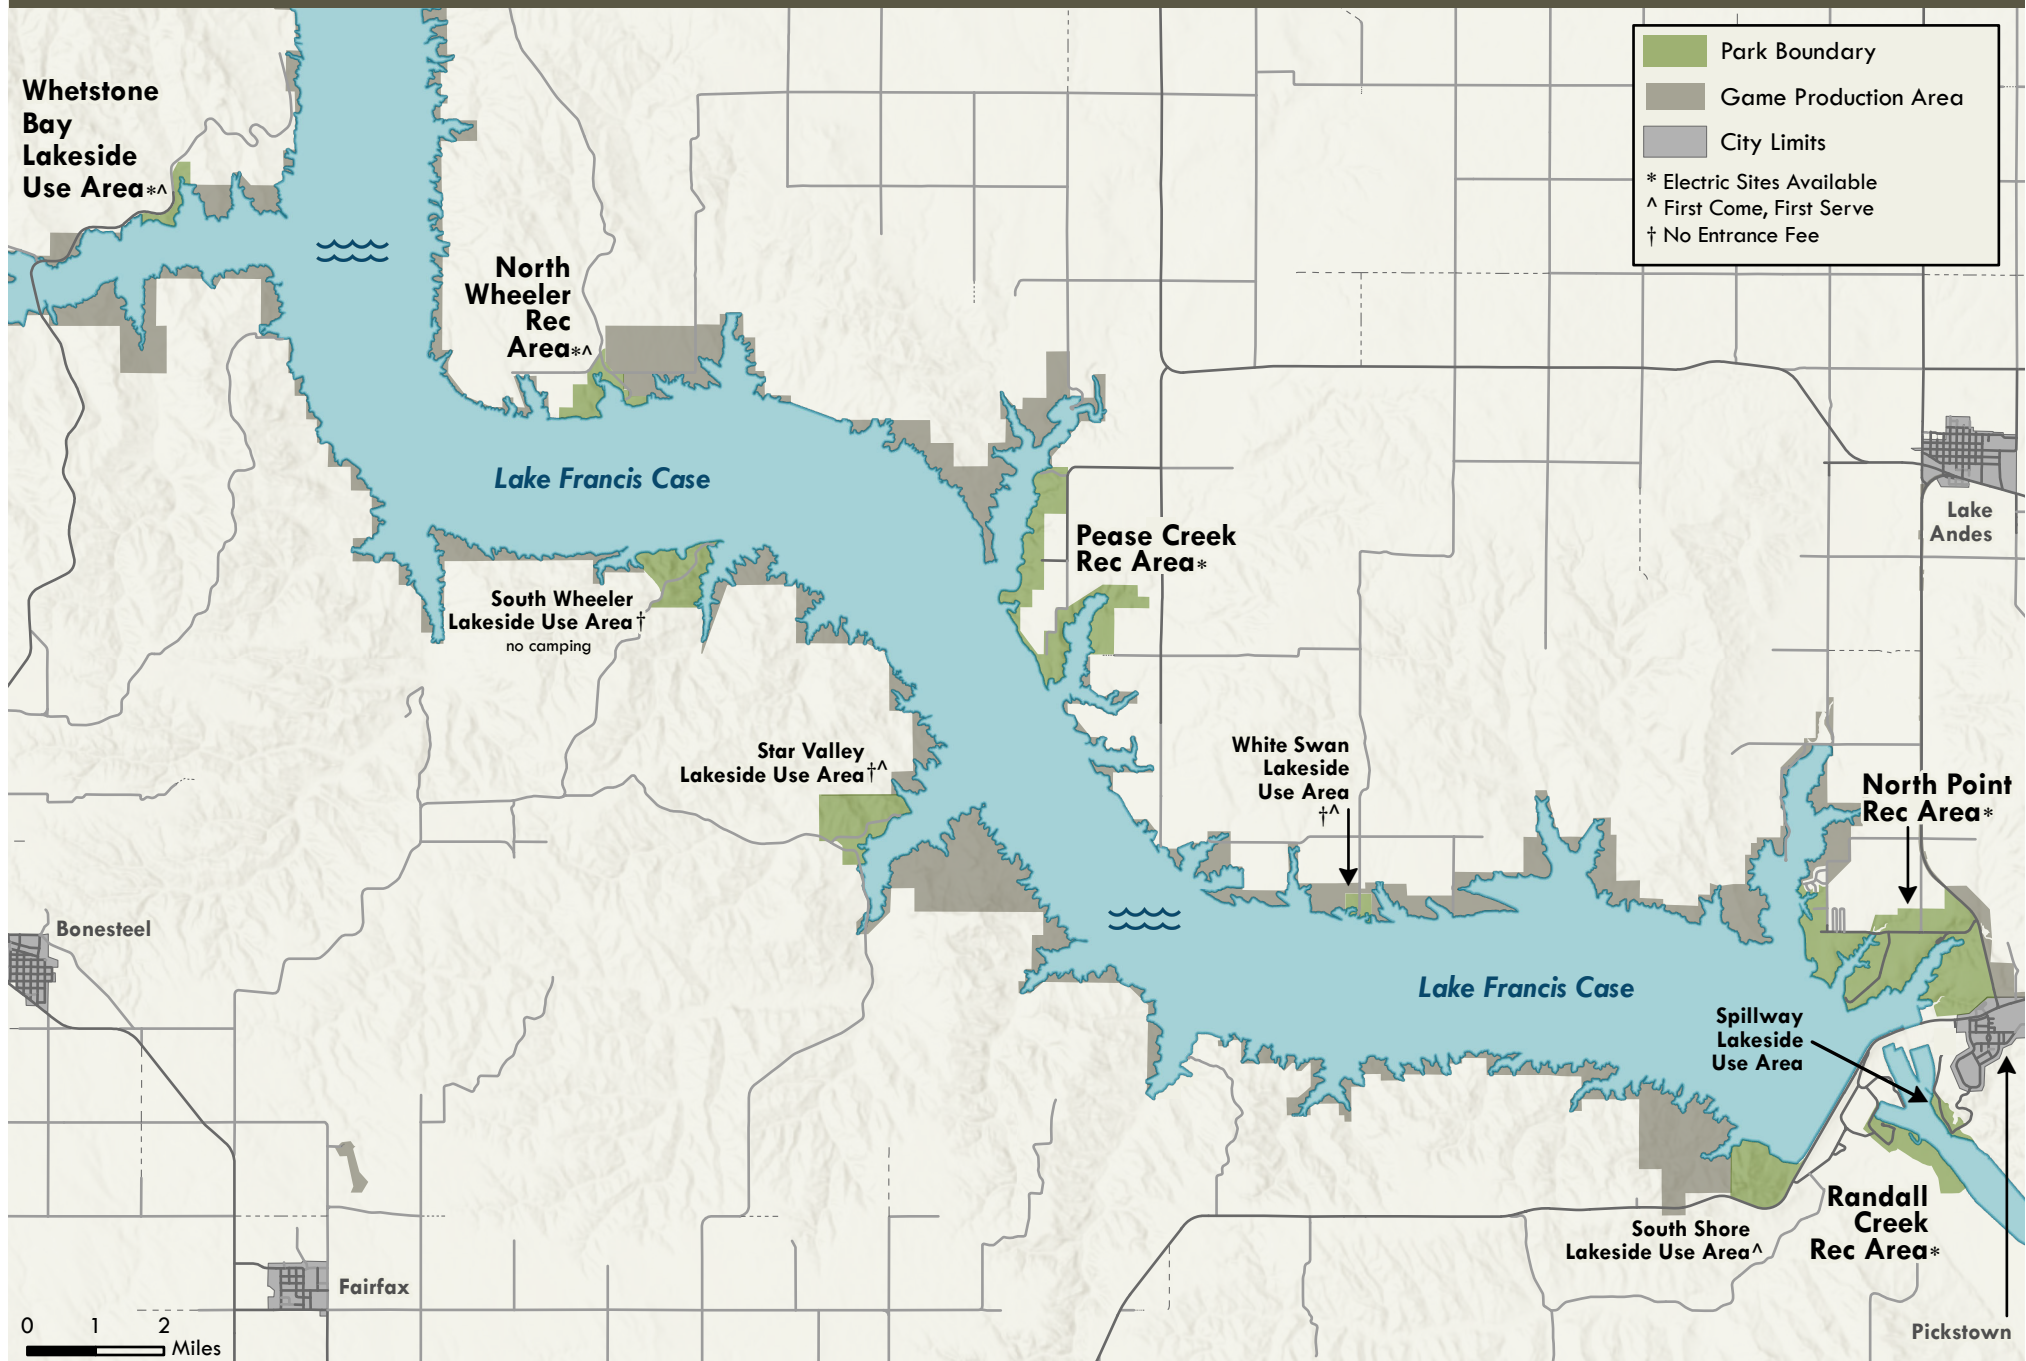 Whetstone
Bay
Lakeside
Use Area*^
North
Wheeler
Rec
Area*^
Lake Francis Case
South Wheeler
Lakeside Use Area†
no camping
Pease Creek
Rec Area*
Star Valley
Lakeside Use Area†^
White Swan
Lakeside
Use Area
†^
North Point
Rec Area*
Lake Francis Case
Spillway
Lakeside
Use Area
South Shore
Lakeside Use Area^
Randall
Creek
Rec Area*
Lake
Andes
Bonesteel
Fairfax
Pickstown
Park Boundary
Game Production Area
City Limits
* Electric Sites Available
^ First Come, First Serve
† No Entrance Fee
0 1 2
Miles